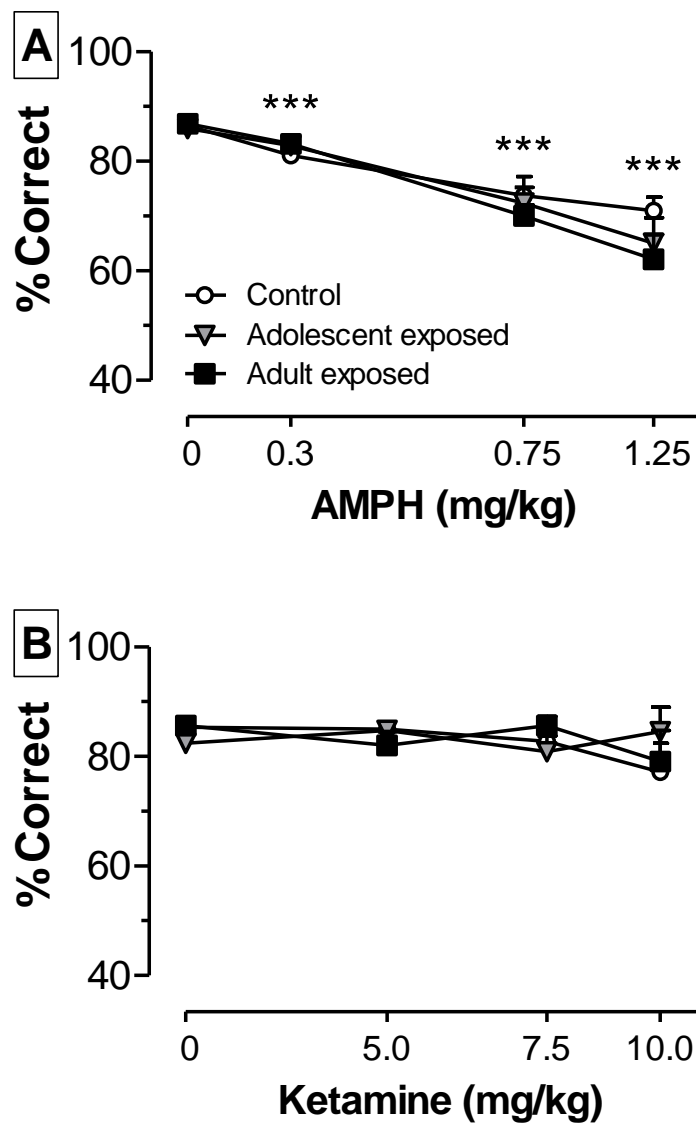 A
100
***
***
***
80
% Correct
60
Control
Adolescent exposed
Adult exposed
40
0 0.3 0.75 1.25
AMPH (mg/kg)
B
100
80
% Correct
60
40
0 5.0 7.5 10.0
Ketamine (mg/kg)